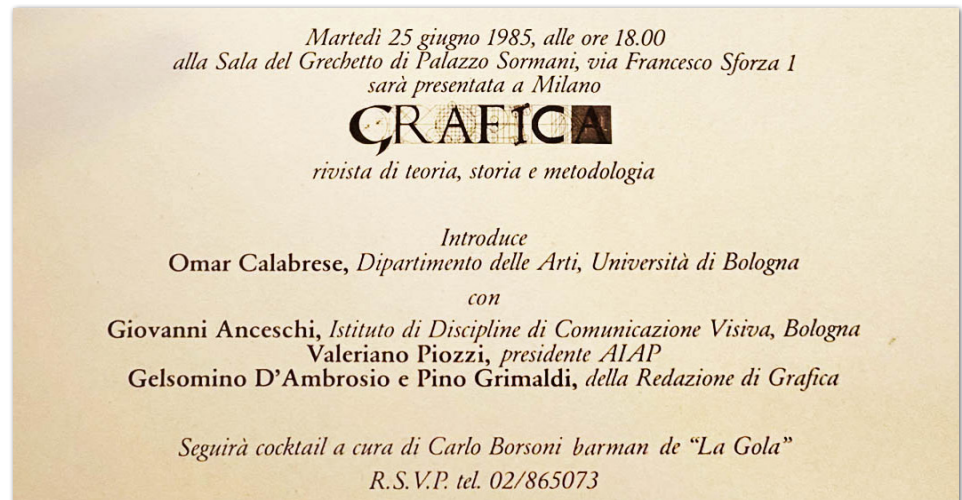 Martedì 25 giugno 1985, alle ore 18.00
alla Sala del Grechetto di Palazzo Sormani, via Francesco Sforza 1
sarà presentata a Milano
GRAFICA
rivista di teoria, storia e metodologia
Introduce
Omar Calabrese, Dipartimento delle Arti, Università di Bologna
con
Giovanni Anceschi, Istituto di Discipline di Comunicazione Visiva, Bologna
Valeriano Piozzi, presidente AIAP
Gelsomino D’Ambrosio e Pino Grimaldi, della Redazione di Grafica
Seguirà cocktail a cura di Carlo Borsoni barman de “La Gola”
R.S.V.P. tel. 02/865073